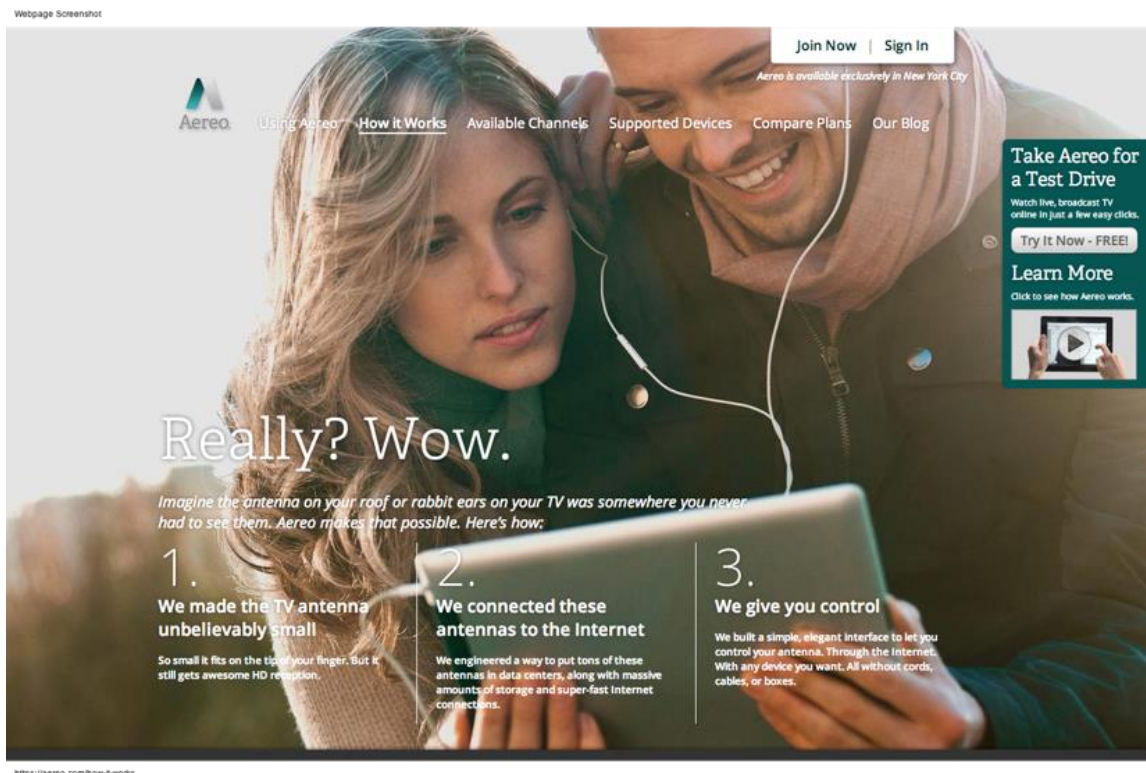 Webpage Screenshot
Join Now | Sign In
Aereo is available exclusively in New York City
Aereo.
Using Aereo How it Works Available Channels Supported Devices Compare Plans Our Blog
Take Aereo for
a Test Drive
Watch live, broadcast TV
online in just a few easy clicks.
Try It Now - FREE!
Learn More
Click to see how Aereo works.
Really? Wow.
Imagine the antenna on your roof or rabbit ears on your TV was somewhere you never
had to see them. Aereo makes that possible. Here's how:
1.
We made the TV antenna
unbelievably small
So small it fits on the tip of your finger. But it
still gets awesome HD reception.
2.
We connected these
antennas to the Internet
We engineered a way to put tons of these
antennas in data centers, along with massive
amounts of storage and super-fast Internet
connections.
3.
We give you control
We built a simple, elegant interface to let you
control your antenna. Through the Internet.
With any device you want. All without cords,
cables, or boxes.